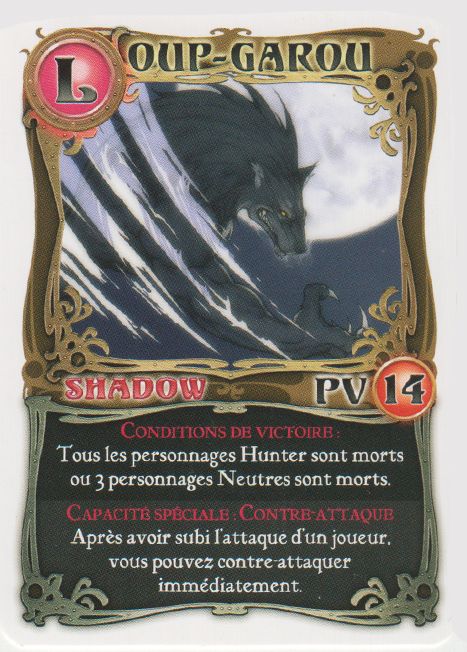 LOUP-GAROU
SHADOW PV 14
CONDITIONS DE VICTOIRE :
Tous les personnages Hunter sont morts
ou 3 personnages Neutres sont morts.
CAPACITÉ SPÉCIALE : CONTRE-ATTAQUE
Après avoir subi l'attaque d'un joueur,
vous pouvez contre-attaquer
immédiatement.